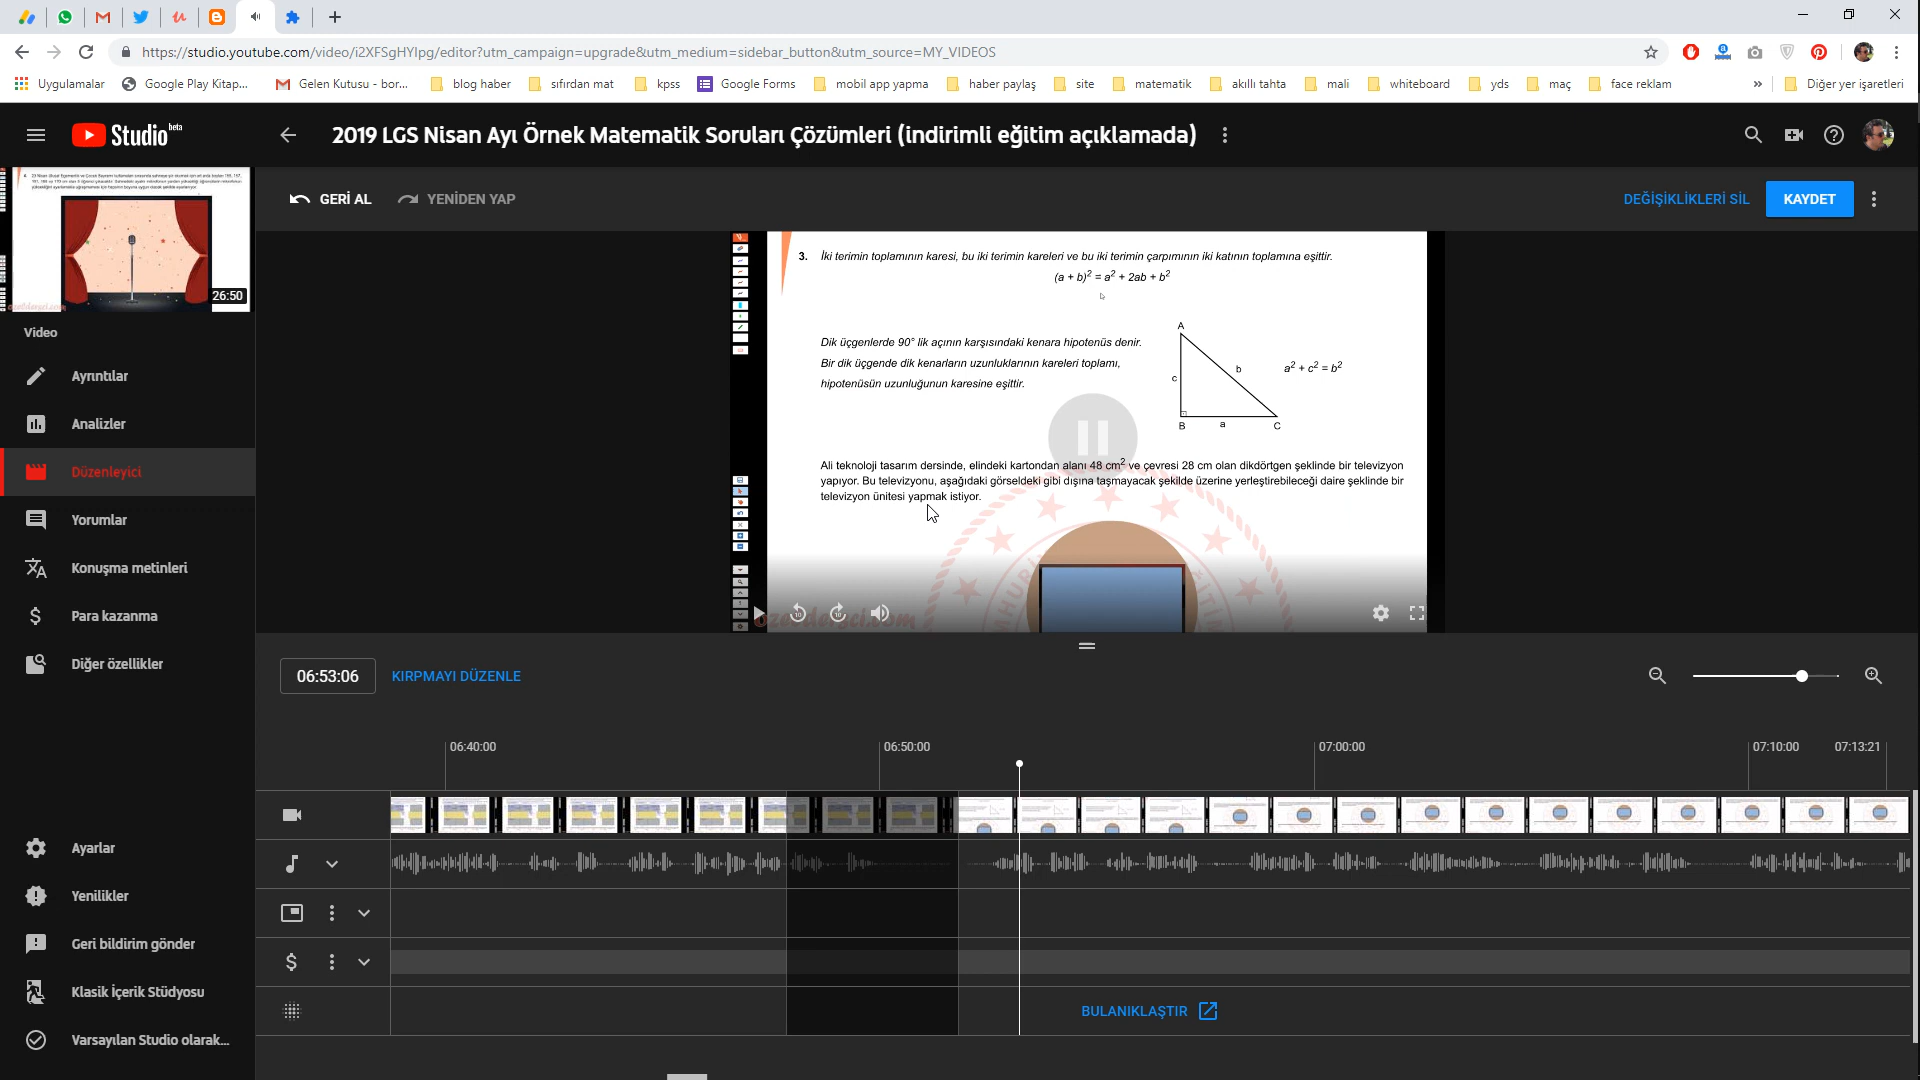 https://studio.youtube.com/video/i2XFSgHYIpg/editor?utm_campaign=upgrade&utm_medium=sidebar_button&utm_source=MY_VIDEOS
Uygulamalar Google Play Kitap... Gelen Kutusu - bor... blog haber sıfırdan mat kpss Google Forms mobil app yapma haber paylaş site matematik akıllı tahta mali whiteboard yds maç face reklam » Diğer yer işaretleri
Studio beta
2019 LGS Nisan Ayı Örnek Matematik Soruları Çözümleri (indirimli eğitim açıklamada)
GERİ AL YENİDEN YAP DEĞİŞİKLİKLERİ SİL KAYDET
26:50
Video
Ayrıntılar
Analizler
Düzenleyici
Yorumlar
Konuşma metinleri
Para kazanma
Diğer özellikler
Ayarlar
Yenilikler
Geri bildirim gönder
Klasik İçerik Stüdyosu
Varsayılan Studio olarak...
3. İki terimin toplamının karesi, bu iki terimin kareleri ve bu iki terimin çarpımının iki katının toplamına eşittir.
(a + b)² = a² + 2ab + b²
Dik üçgenlerde 90° lik açının karşısındaki kenara hipotenüs denir.
Bir dik üçgende dik kenarların uzunluklarının kareleri toplamı,
hipotenüsün uzunluğunun karesine eşittir.
A
b
c
B a C
a² + c² = b²
Ali teknoloji tasarım dersinde, elindeki kartondan alanı 48 cm² ve çevresi 28 cm olan dikdörtgen şeklinde bir televizyon
yapıyor. Bu televizyonu, aşağıdaki görseldeki gibi dışına taşmayacak şekilde üzerine yerleştirebileceği daire şeklinde bir
televizyon ünitesi yapmak istiyor.
06:53:06 KIRPMAYI DÜZENLE
06:40:00 06:50:00 07:00:00 07:10:00 07:13:21
BULANIKLAŞTIR